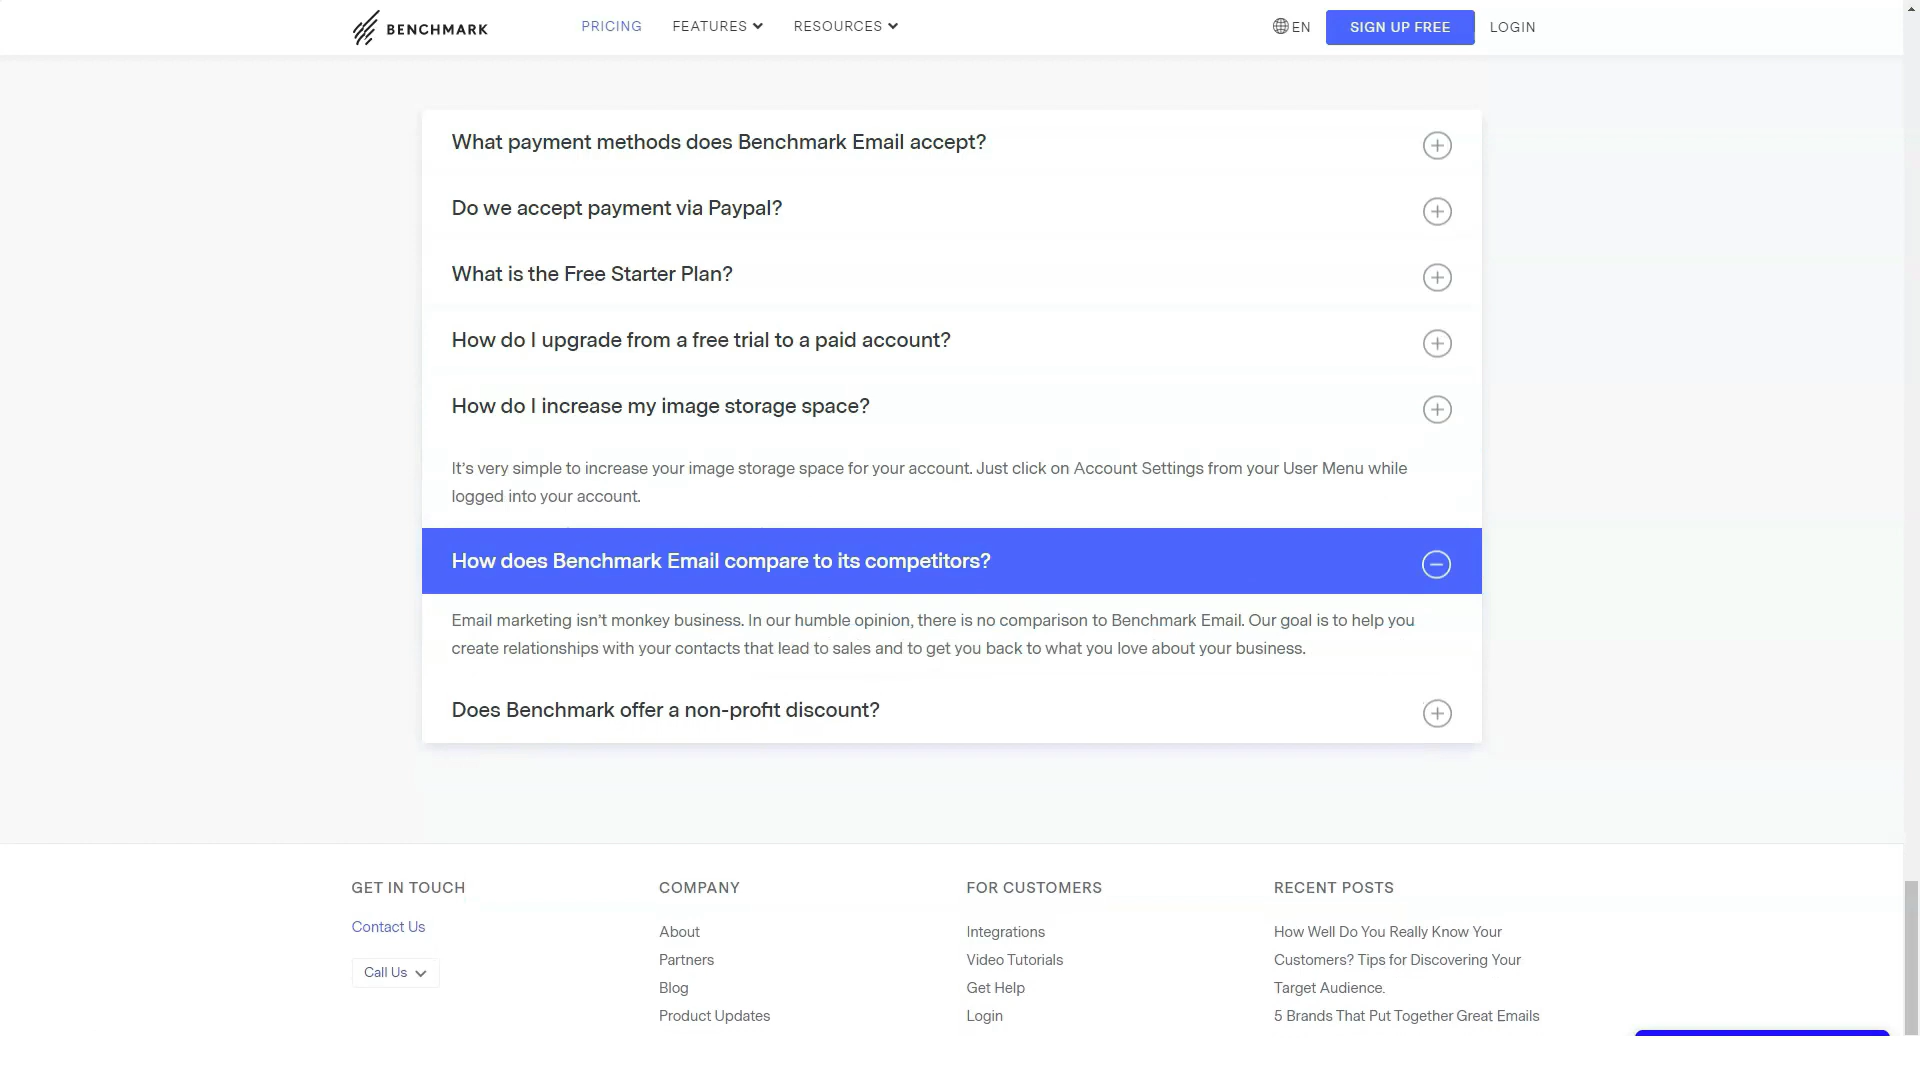 BENCHMARK
PRICING FEATURES RESOURCES
EN SIGN UP FREE LOGIN
What payment methods does Benchmark Email accept?
Do we accept payment via Paypal?
What is the Free Starter Plan?
How do I upgrade from a free trial to a paid account?
How do I increase my image storage space?
It’s very simple to increase your image storage space for your account. Just click on Account Settings from your User Menu while
logged into your account.
How does Benchmark Email compare to its competitors?
Email marketing isn’t monkey business. In our humble opinion, there is no comparison to Benchmark Email. Our goal is to help you
create relationships with your contacts that lead to sales and to get you back to what you love about your business.
Does Benchmark offer a non-profit discount?
GET IN TOUCH
Contact Us
Call Us
COMPANY
About
Partners
Blog
Product Updates
FOR CUSTOMERS
Integrations
Video Tutorials
Get Help
Login
RECENT POSTS
How Well Do You Really Know Your
Customers? Tips for Discovering Your
Target Audience.
5 Brands That Put Together Great Emails